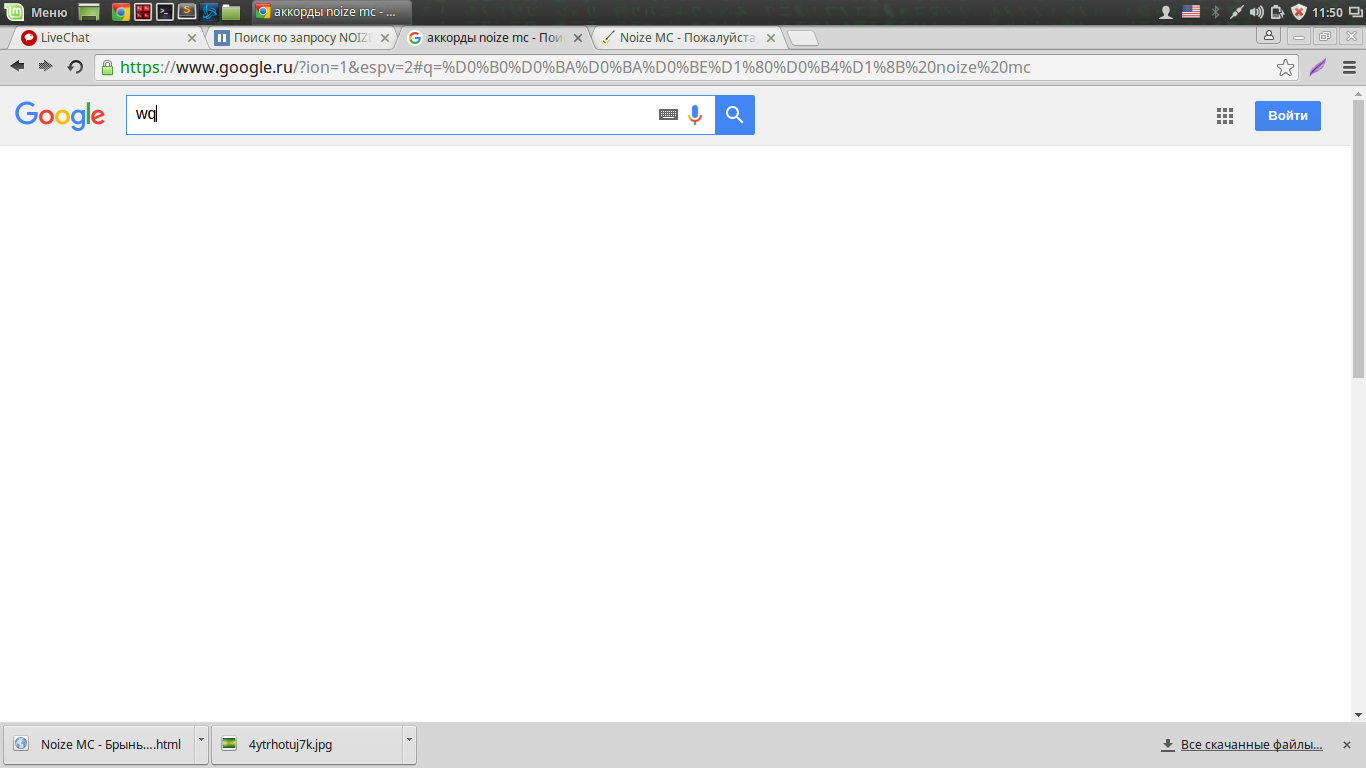 Меню
аккорды noize mc - ...
11:50
LiveChat
Поиск по запросу NOIZ
аккорды noize mc - Пои
Noize MC - Пожалуйста
https://www.google.ru/?ion=1&espv=2#q=%D0%B0%D0%BA%D0%BA%D0%BE%D1%80%D0%B4%D1%8B%20noize%20mc
Google
wq
Войти
Noize MC - Брынь....html
4ytrhotuj7k.jpg
Все скачанные файлы...